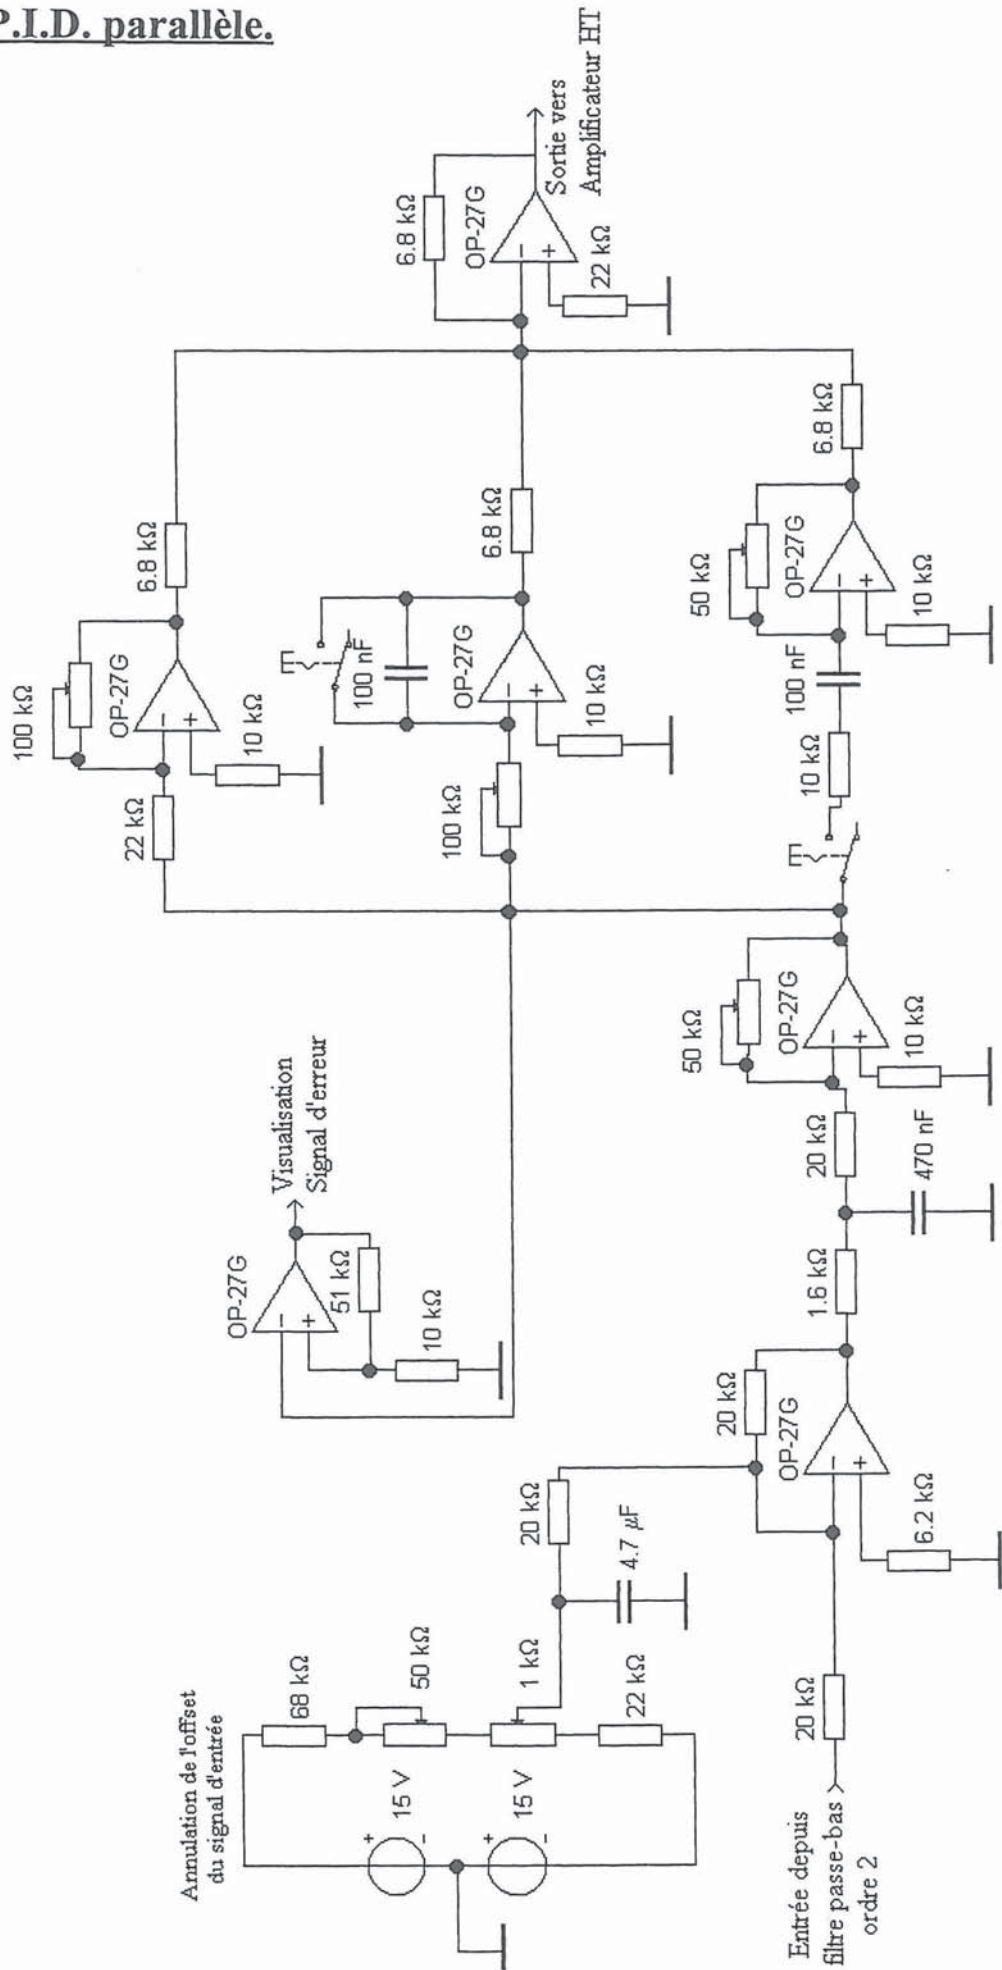 P.I.D. parallèle.
Sortie vers
Amplificateur HT
6.8 kΩ
OP-27G
−
+
22 kΩ
6.8 kΩ
100 kΩ
OP-27G
−
+
10 kΩ
22 kΩ
6.8 kΩ
100 nF
OP-27G
−
+
10 kΩ
100 kΩ
6.8 kΩ
50 kΩ
OP-27G
−
+
10 kΩ
100 nF
10 kΩ
Visualisation
Signal d'erreur
OP-27G
−
+
51 kΩ
10 kΩ
50 kΩ
OP-27G
−
+
10 kΩ
20 kΩ
470 nF
1.6 kΩ
20 kΩ
OP-27G
−
+
6.2 kΩ
20 kΩ
4.7 µF
Annulation de l'offset
du signal d'entrée
68 kΩ
50 kΩ
1 kΩ
22 kΩ
+
15 V
−
+
15 V
−
20 kΩ
Entrée depuis
filtre passe-bas
ordre 2